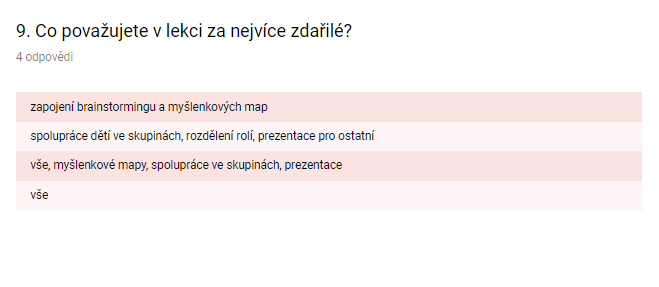 9. Co považujete v lekci za nejvíce zdařilé?
4 odpovědi
zapojení brainstormingu a myšlenkových map
spolupráce dětí ve skupinách, rozdělení rolí, prezentace pro ostatní
vše, myšlenkové mapy, spolupráce ve skupinách, prezentace
vše